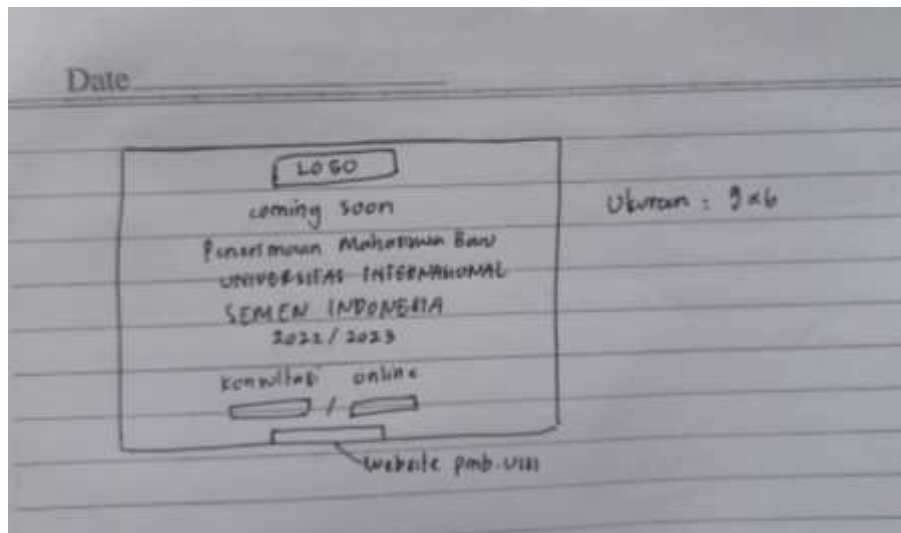 Date
LOGO
coming soon
Ukuran : 9x6
Penerimaan Mahasiswa Baru
UNIVERSITAS INTERNASIONAL
SEMEN INDONESIA
2022/2023
Konsultasi online
/
website pmb.uisi